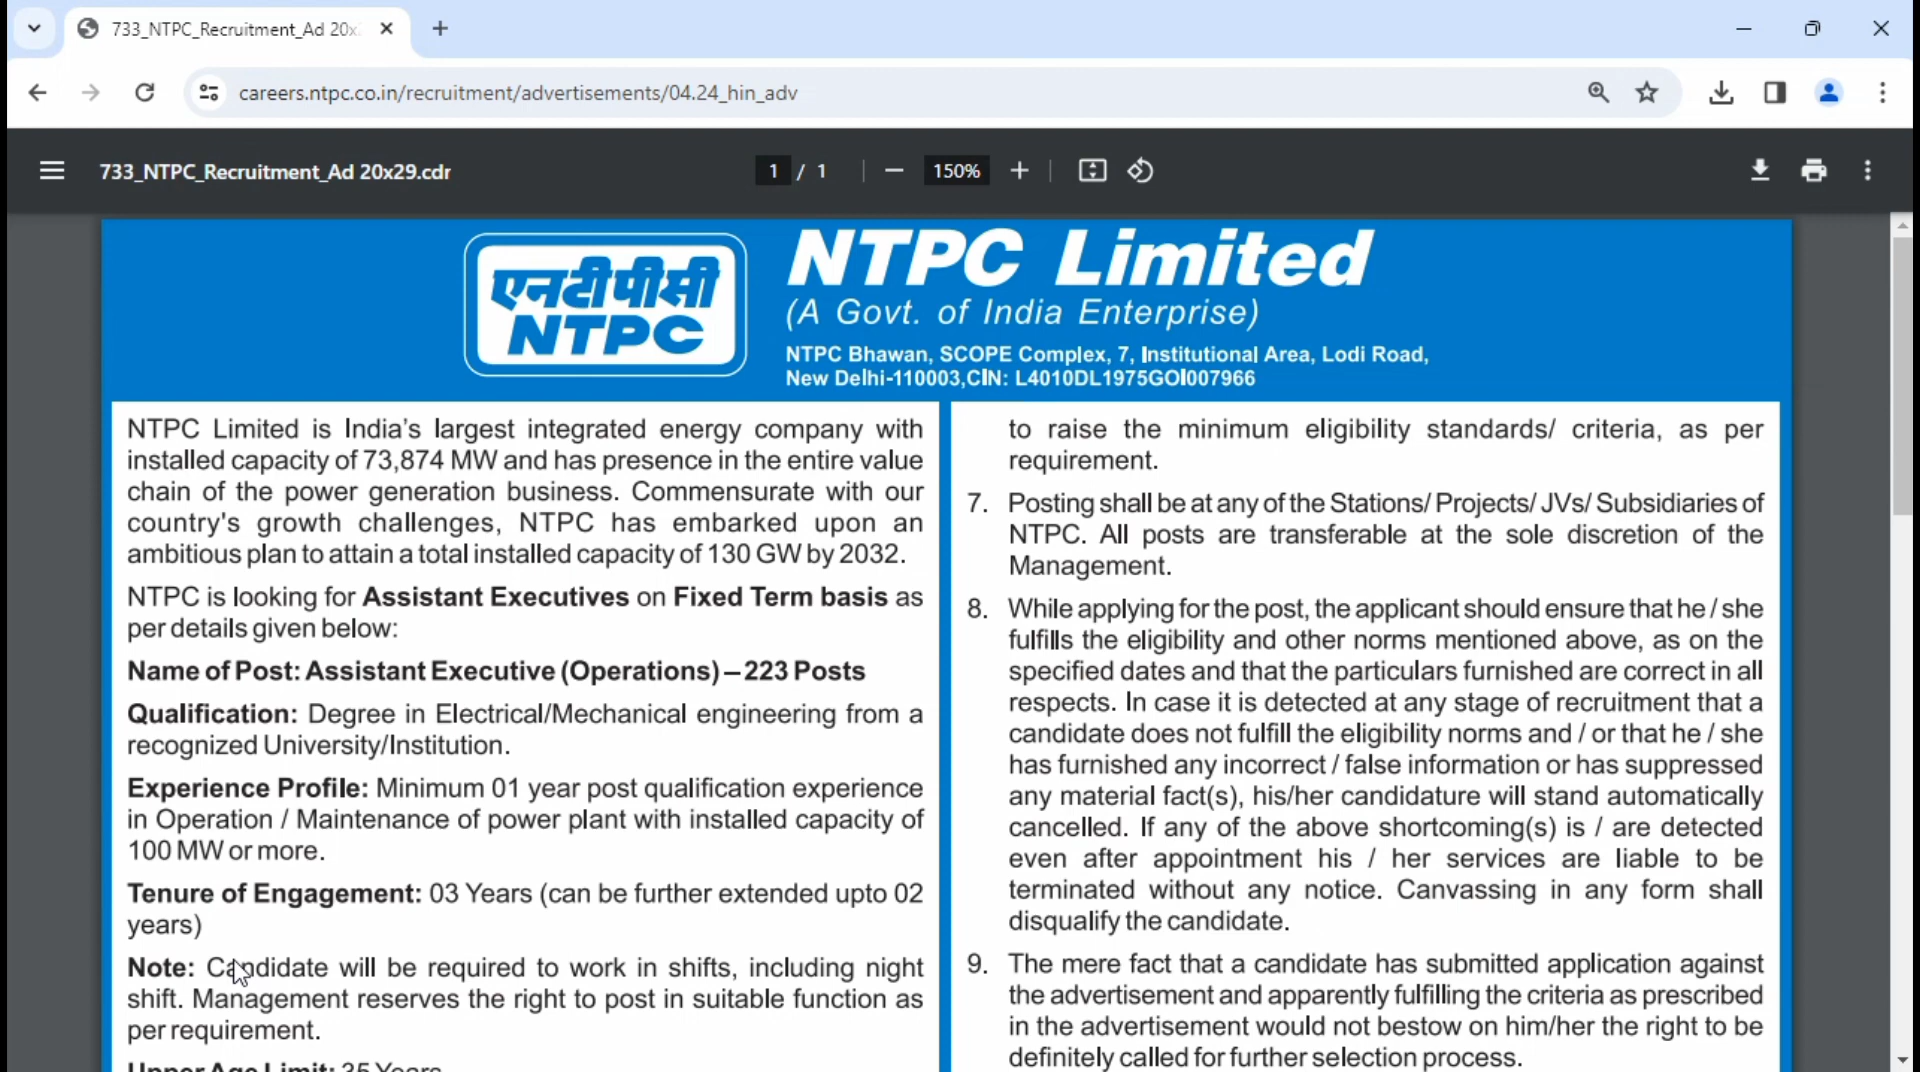 733_NTPC_Recruitment_Ad 20x
careers.ntpc.co.in/recruitment/advertisements/04.24_hin_adv
733_NTPC_Recruitment_Ad 20x29.cdr
1 / 1
150%
एनटीपीसी
NTPC
NTPC Limited
(A Govt. of India Enterprise)
NTPC Bhawan, SCOPE Complex, 7, Institutional Area, Lodi Road,
New Delhi-110003,CIN: L4010DL1975GOI007966
NTPC Limited is India's largest integrated energy company with
installed capacity of 73,874 MW and has presence in the entire value
chain of the power generation business. Commensurate with our
country's growth challenges, NTPC has embarked upon an
ambitious plan to attain a total installed capacity of 130 GW by 2032.
NTPC is looking for Assistant Executives on Fixed Term basis as
per details given below:
Name of Post: Assistant Executive (Operations) – 223 Posts
Qualification: Degree in Electrical/Mechanical engineering from a
recognized University/Institution.
Experience Profile: Minimum 01 year post qualification experience
in Operation / Maintenance of power plant with installed capacity of
100 MW or more.
Tenure of Engagement: 03 Years (can be further extended upto 02
years)
Note: Candidate will be required to work in shifts, including night
shift. Management reserves the right to post in suitable function as
per requirement.
Upper Age Limit: 35 Years
to raise the minimum eligibility standards/ criteria, as per
requirement.
7. Posting shall be at any of the Stations/ Projects/ JVs/ Subsidiaries of
NTPC. All posts are transferable at the sole discretion of the
Management.
8. While applying for the post, the applicant should ensure that he / she
fulfills the eligibility and other norms mentioned above, as on the
specified dates and that the particulars furnished are correct in all
respects. In case it is detected at any stage of recruitment that a
candidate does not fulfill the eligibility norms and / or that he / she
has furnished any incorrect / false information or has suppressed
any material fact(s), his/her candidature will stand automatically
cancelled. If any of the above shortcoming(s) is / are detected
even after appointment his / her services are liable to be
terminated without any notice. Canvassing in any form shall
disqualify the candidate.
9. The mere fact that a candidate has submitted application against
the advertisement and apparently fulfilling the criteria as prescribed
in the advertisement would not bestow on him/her the right to be
definitely called for further selection process.